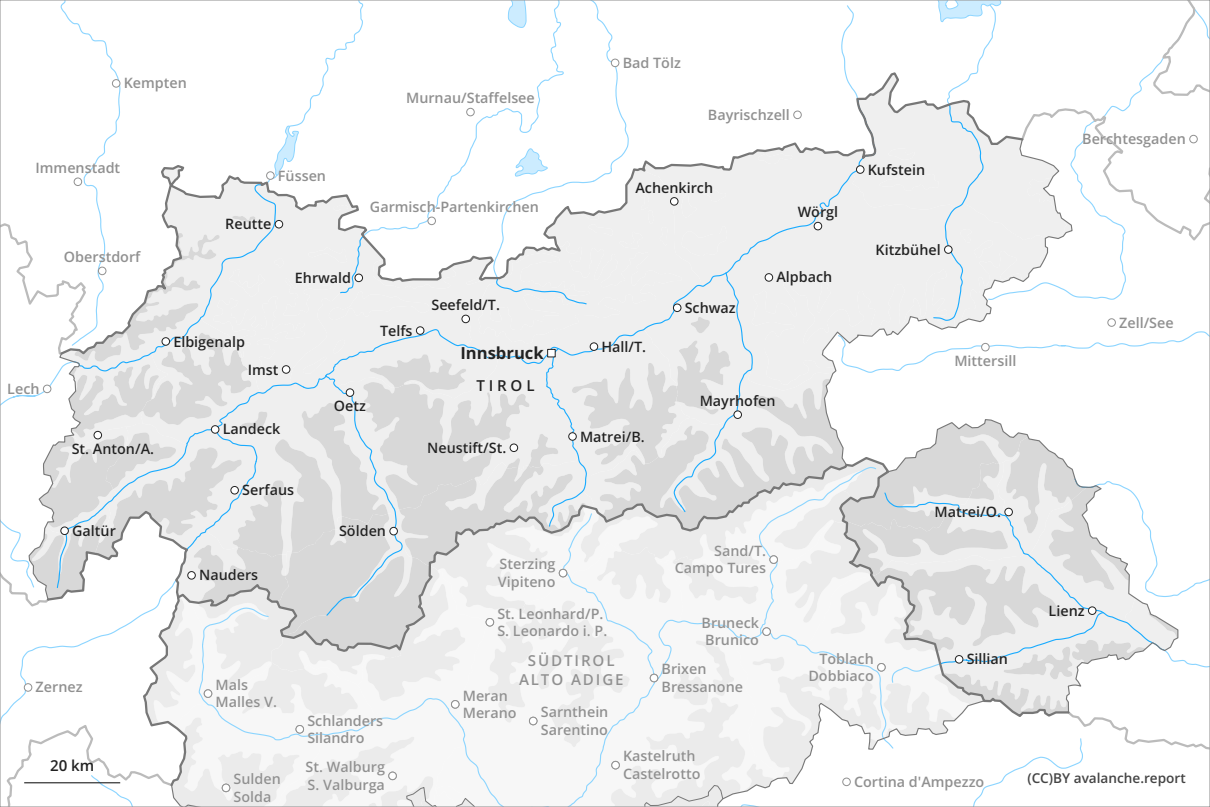 Kempten
Bad Tölz
Murnau/Staffelsee
Bayrischzell
Berchtesgaden
Immenstadt
Füssen
Kufstein
Achenkirch
Garmisch-Partenkirchen
Wörgl
Reutte
Kitzbühel
Oberstdorf
Ehrwald
Alpbach
Seefeld/T.
Schwaz
Zell/See
Telfs
Elbigenalp
Hall/T.
Innsbruck
Mittersill
Imst
TIROL
Lech
Oetz
Mayrhofen
Landeck
Matrei/B.
St. Anton/A.
Neustift/St.
Serfaus
Matrei/O.
Galtür
Sölden
Sand/T.
Campo Tures
Sterzing
Vipiteno
Nauders
Lienz
St. Leonhard/P.
S. Leonardo i. P.
Bruneck
Brunico
SÜDTIROL
ALTO ADIGE
Sillian
Toblach
Dobbiaco
Brixen
Bressanone
Zernez
Mals
Malles V.
Meran
Merano
Sarnthein
Sarentino
Schlanders
Silandro
Kastelruth
Castelrotto
St. Walburg
S. Valburga
20 km
Sulden
Solda
Cortina d'Ampezzo
(CC)BY avalanche.report